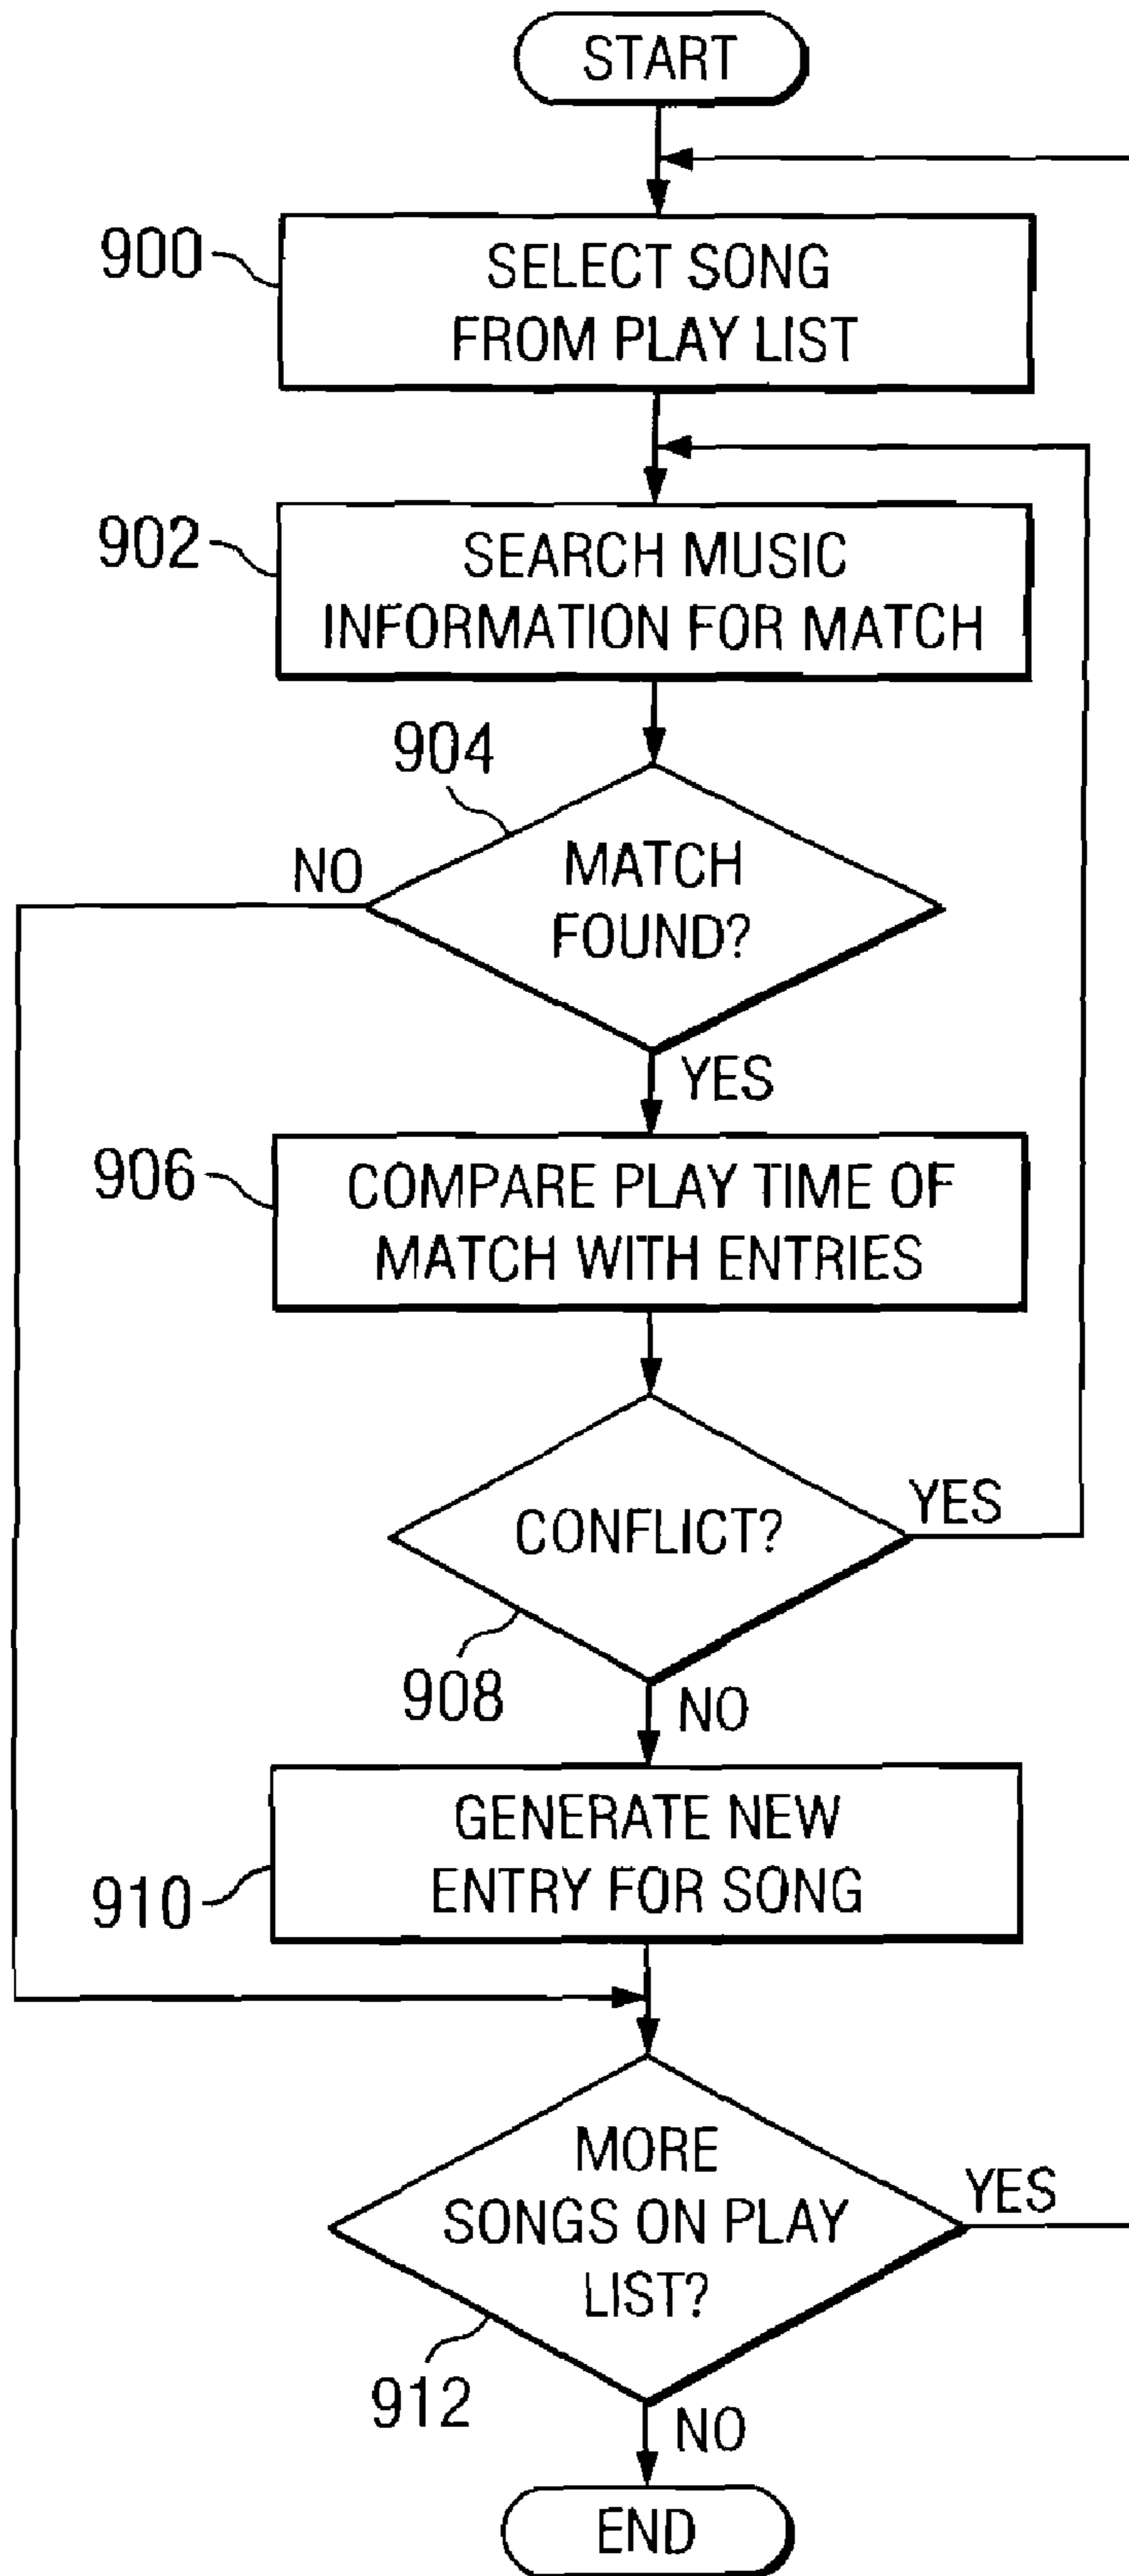 START
900
SELECT SONG
FROM PLAY LIST
902
SEARCH MUSIC
INFORMATION FOR MATCH
904
NO
MATCH
FOUND?
YES
906
COMPARE PLAY TIME OF
MATCH WITH ENTRIES
CONFLICT?
YES
908
NO
GENERATE NEW
ENTRY FOR SONG
910
MORE
SONGS ON PLAY
LIST?
YES
912
NO
END